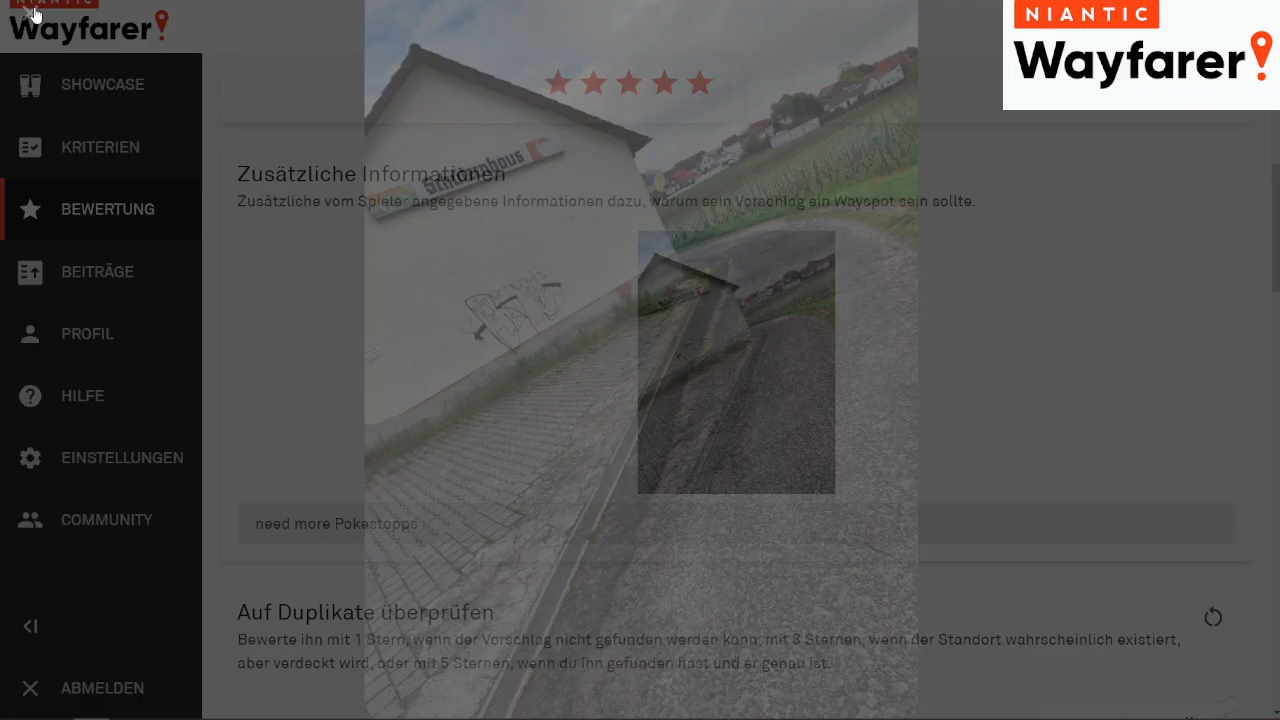 NIANTIC
Wayfarer
NIANTIC
Wayfarer
SHOWCASE
KRITERIEN
BEWERTUNG
BEITRÄGE
PROFIL
HILFE
EINSTELLUNGEN
COMMUNITY
ABMELDEN
Zusätzliche Informationen
Zusätzliche vom Spieler angegebene Informationen dazu, warum sein Vorschlag ein Wayspot sein sollte.
need more Pokestopps
Auf Duplikate überprüfen
Bewerte ihn mit 1 Stern, wenn der Vorschlag nicht gefunden werden kann, mit 3 Sternen, wenn der Standort wahrscheinlich existiert,
aber verdeckt wird, oder mit 5 Sternen, wenn du ihn gefunden hast und er genau ist.